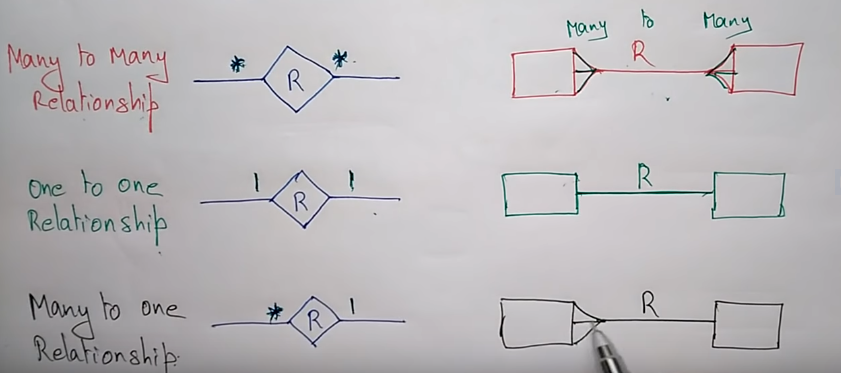 Many to Many
Many to Many
Relationship
* R *
R
One to one
Relationship
1 R 1
R
Many to one
Relationship
* R 1
R